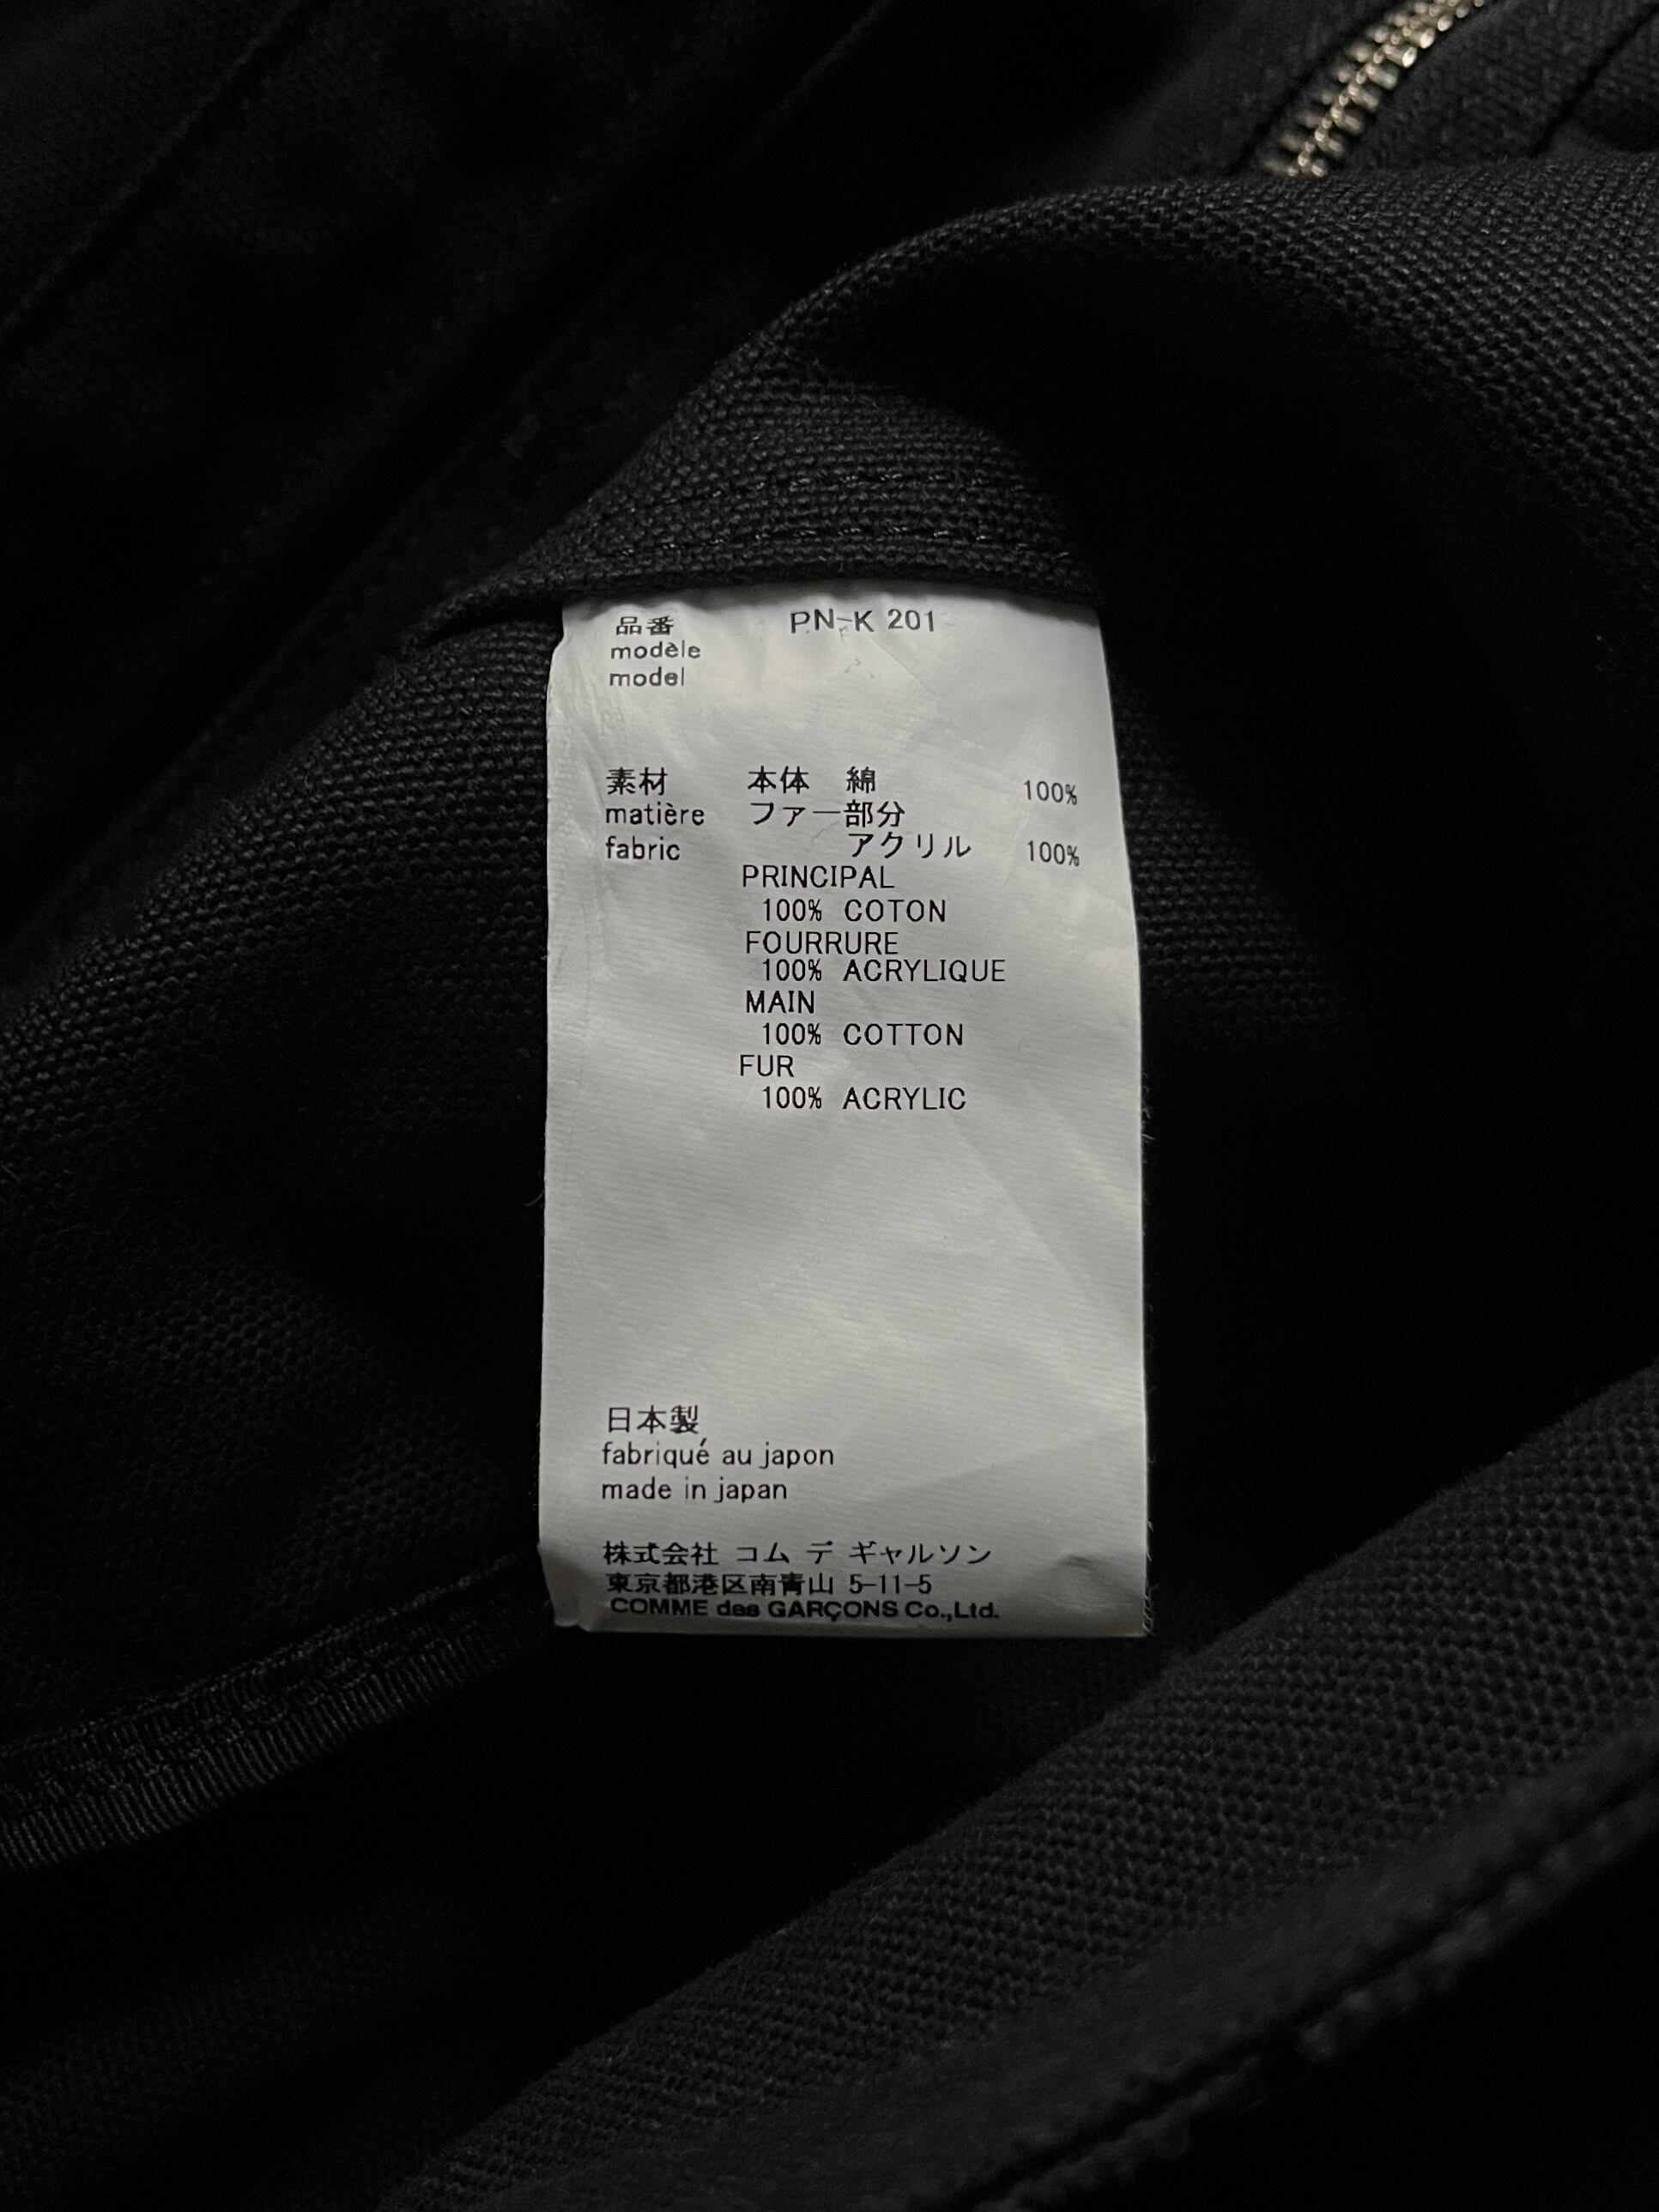 品番 PN-K 201
modèle
model
素材 本体 綿 100%
matière ファー部分
fabric アクリル 100%
PRINCIPAL
100% COTON
FOURRURE
100% ACRYLIQUE
MAIN
100% COTTON
FUR
100% ACRYLIC
日本製
fabriqué au japon
made in japan
株式会社 コム デ ギャルソン
東京都港区南青山 5-11-5
COMME des GARÇONS Co.,Ltd.